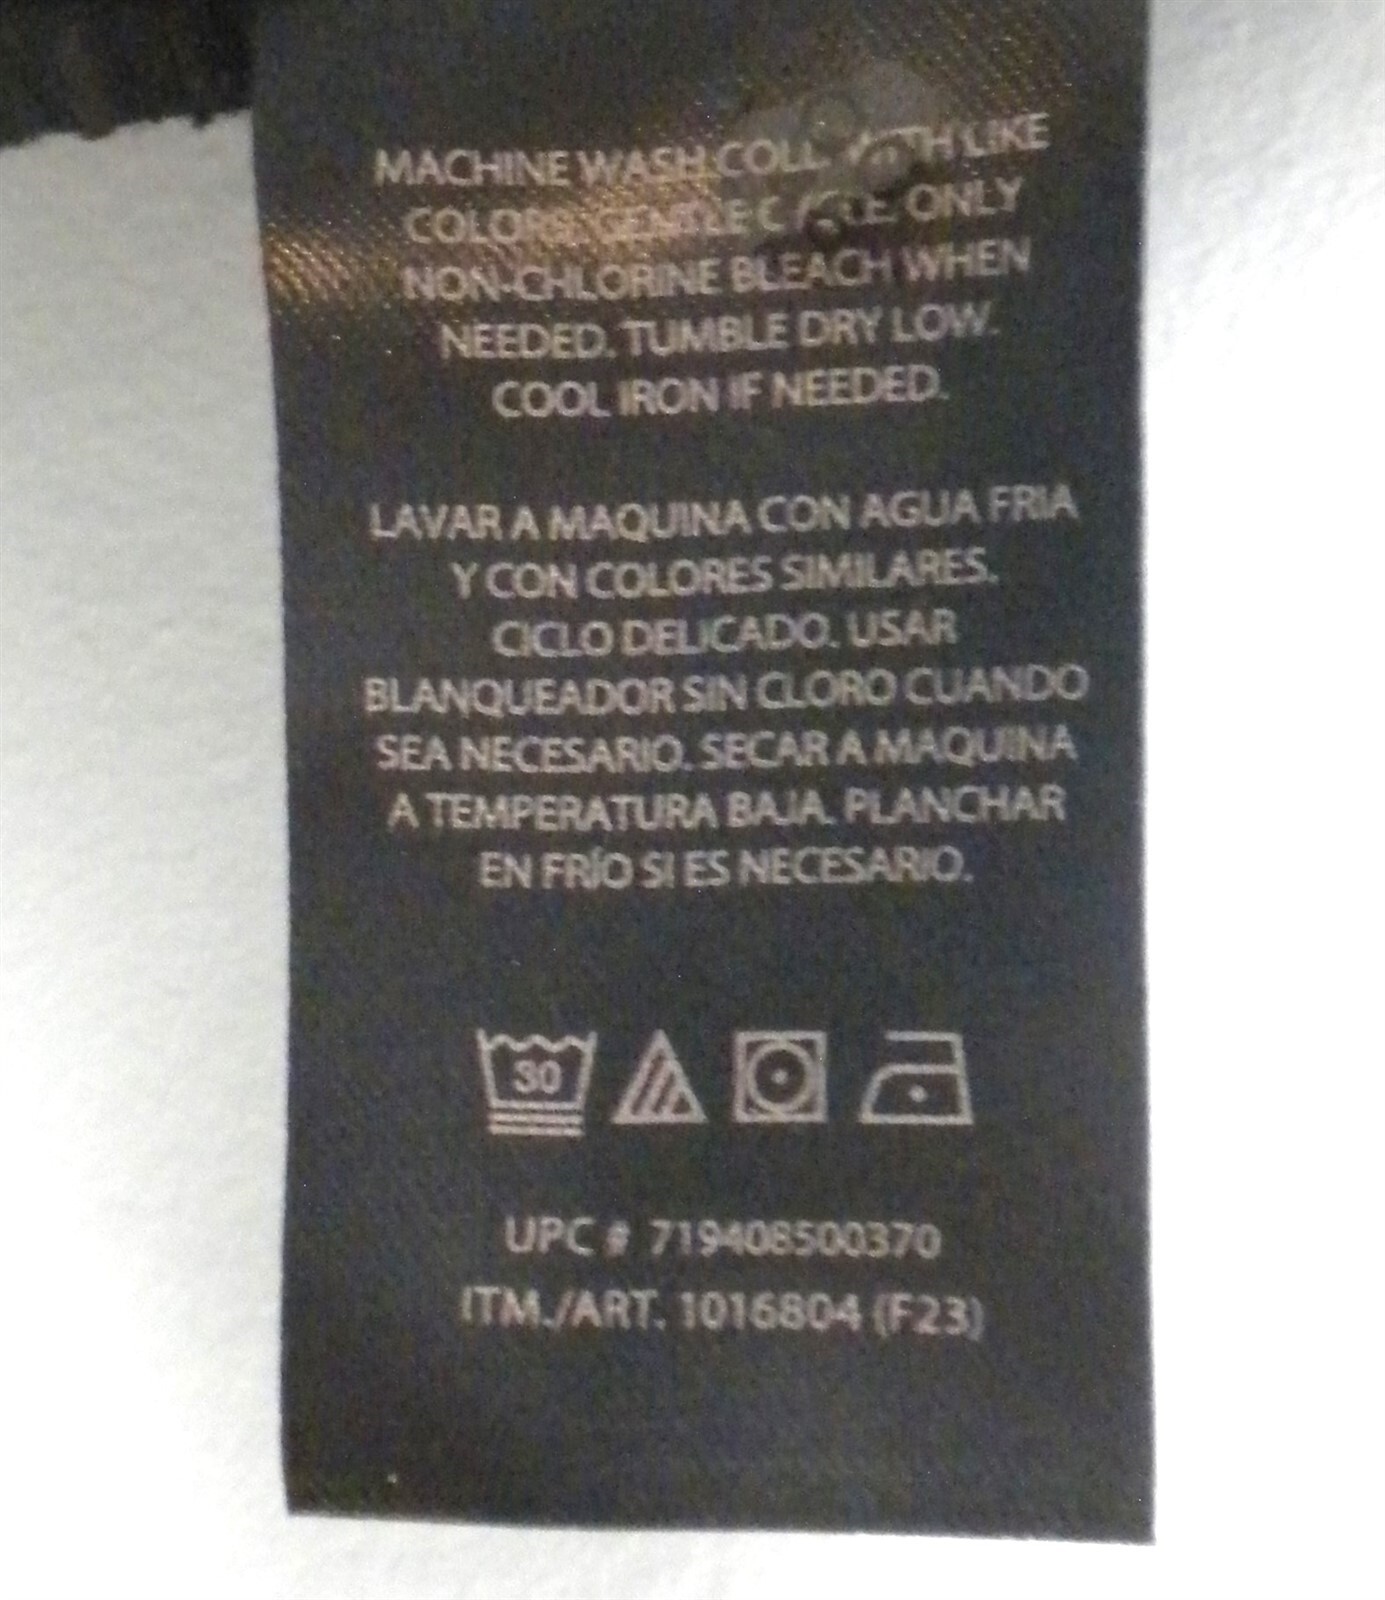 MACHINE WASH COLD WITH LIKE
COLORS. GENTLE CYCLE ONLY
NON-CHLORINE BLEACH WHEN
NEEDED. TUMBLE DRY LOW.
COOL IRON IF NEEDED.
LAVAR A MAQUINA CON AGUA FRIA
Y CON COLORES SIMILARES.
CICLO DELICADO. USAR
BLANQUEADOR SIN CLORO CUANDO
SEA NECESARIO. SECAR A MAQUINA
A TEMPERATURA BAJA. PLANCHAR
EN FRÍO SI ES NECESARIO.
30
UPC # 719408500370
ITM./ART. 1016804 (F23)